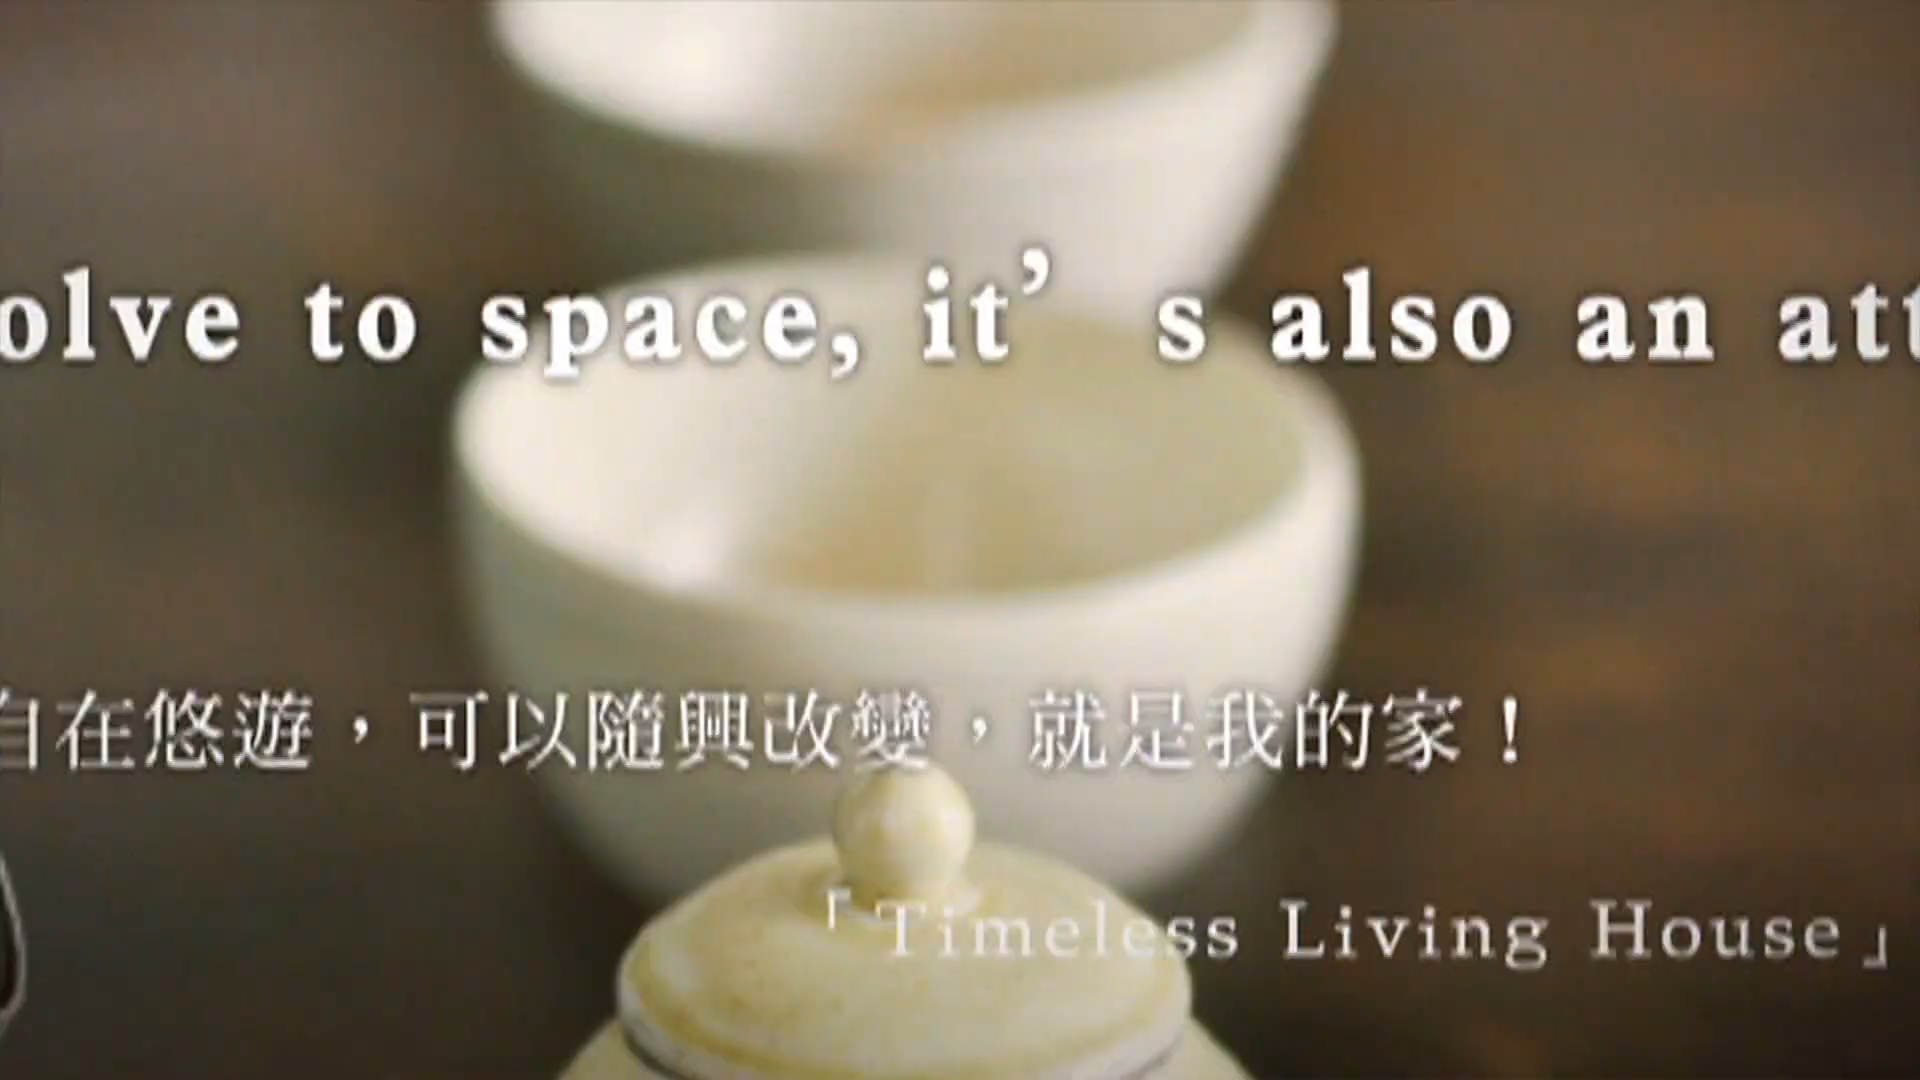 olve to space, it’s also an att
自在悠遊，可以隨興改變，就是我的家！
「Timeless Living House」